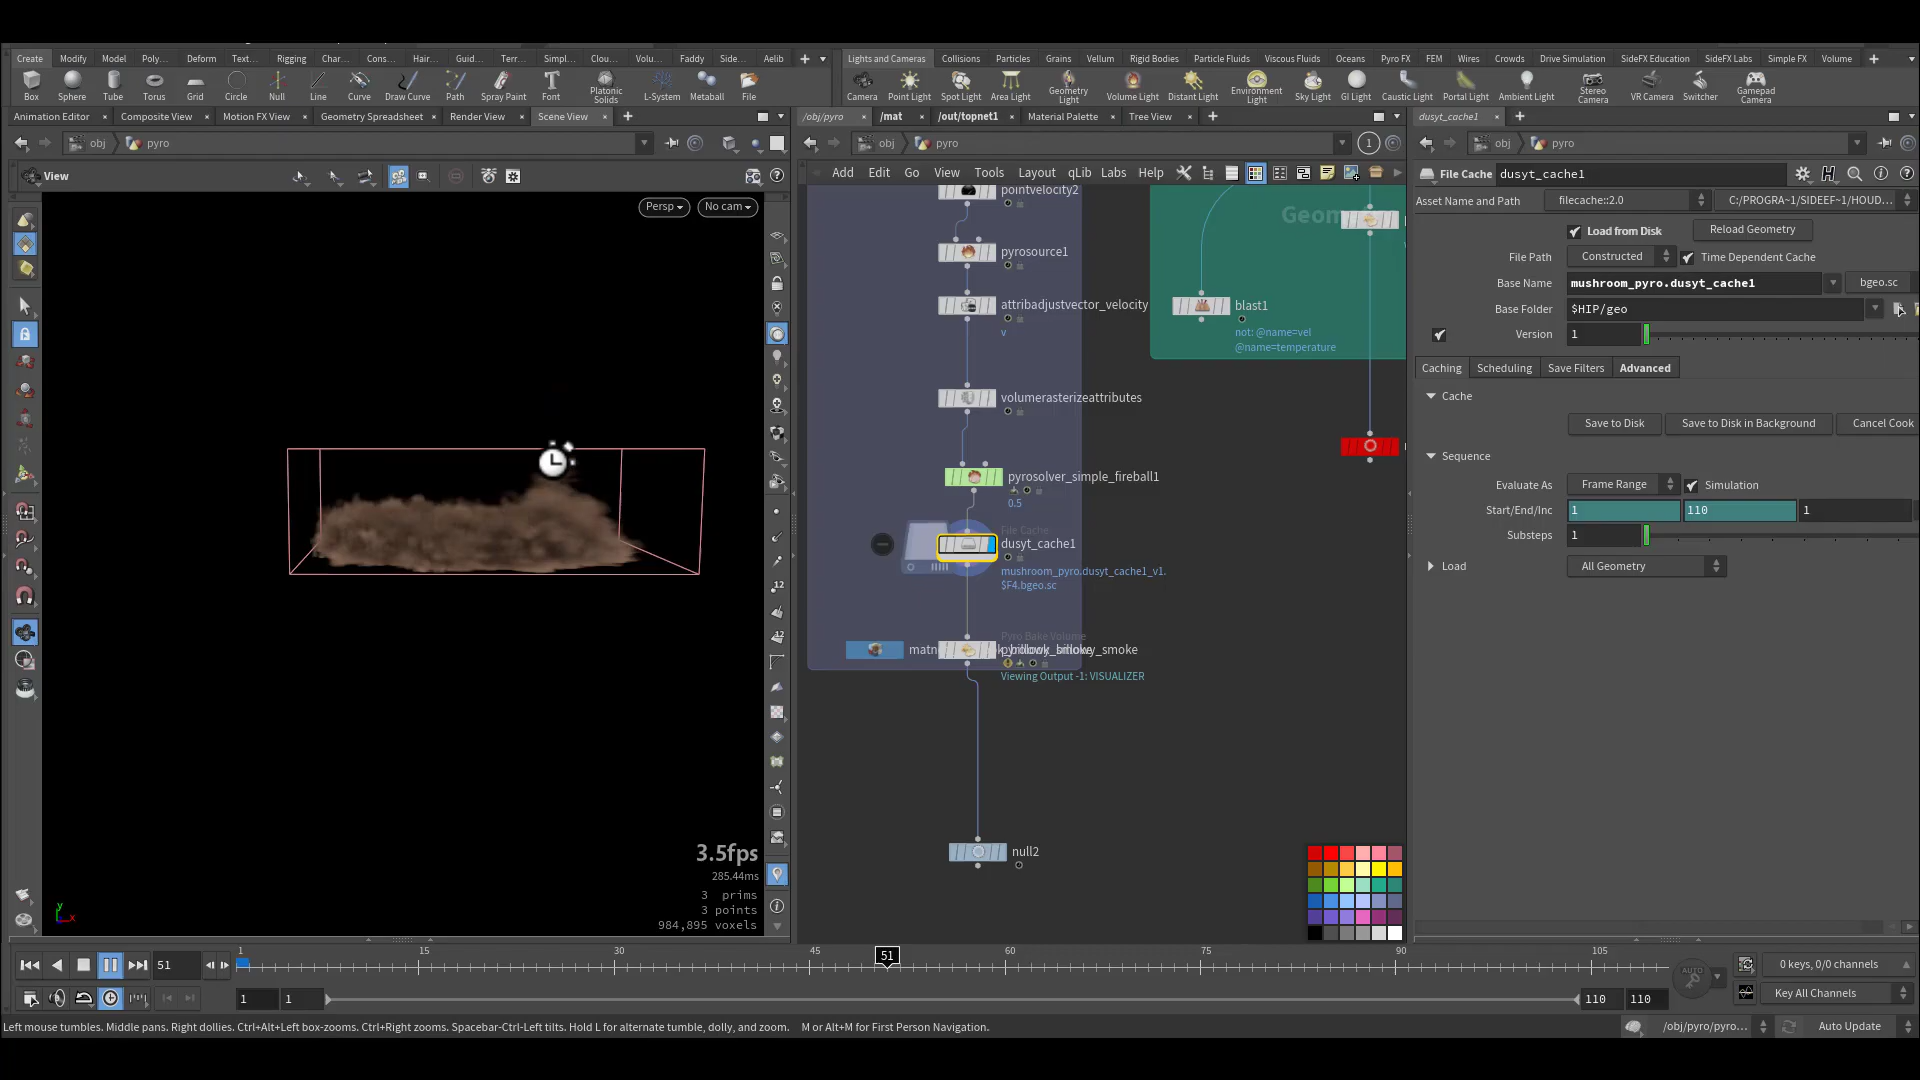 Create Modify Model Poly... Deform Text... Rigging Char... Cons... Hair... Guid... Terr... Simpl... Clou... Volu... Faddy Side... Aelib
Lights and Camera Collisions Particles Grains Vellum Rigid Bodies Particle Fluids Viscous Fluids Oceans Pyro FX FEM Wires Crowds Drive Simulation SideFX Education SideFX Labs Simple FX Volume
Box Sphere Tube Torus Grid Circle Null Line Curve Draw Curve Path Spray Paint Font Platonic Solids L-System Metaball File
Camera Point Light Spot Light Area Light Geometry Light Volume Light Distant Light Environment Light Sky Light GI Light Caustic Light Portal Light Ambient Light Stereo Camera VR Camera Switcher Gamepad Camera
Animation Editor Composite View Motion FX View Geometry Spreadsheet Render View Scene View
/obj/pyro /mat /out/topnet1 Material Palette Tree View
dusyt_cache1
obj pyro
obj pyro 1
obj pyro
View
Persp No cam
Add Edit Go View Tools Layout qLib Labs Help
File Cache dusyt_cache1
Asset Name and Path filecache::2.0 C:/PROGRA~1/SIDEEF~1/HOUD...
Load from Disk Reload Geometry
File Path Constructed Time Dependent Cache
Base Name mushroom_pyro.dusyt_cache1 bgeo.sc
Base Folder $HIP/geo
Version 1
Caching Scheduling Save Filters Advanced
Cache
Save to Disk Save to Disk in Background Cancel Cook
Sequence
Evaluate As Frame Range Simulation
Start/End/Inc 1 110 1
Substeps 1
Load All Geometry
pointvelocity2
pyrosource1
attribadjustvector_velocity
v
volumerasterizeattributes
pyrosolver_simple_fireball1
0.5
File Cache
dusyt_cache1
mushroom_pyro.dusyt_cache1_v1.
$F4.bgeo.sc
Pyro Bake Volume
Viewing Output -1: VISUALIZER
null2
blast1
not: @name=vel
@name=temperature
3.5fps
285.44ms
3 prims
3 points
984,895 voxels
y
x
51
1 15 30 45 51 60 75 90 105
AUTO
0 keys, 0/0 channels
1 1 110 110
Key All Channels
Left mouse tumbles. Middle pans. Right dollies. Ctrl+Alt+Left box-zooms. Ctrl+Right zooms. Spacebar-Ctrl-Left tilts. Hold L for alternate tumble, dolly, and zoom. M or Alt+M for First Person Navigation.
/obj/pyro/pyro... Auto Update